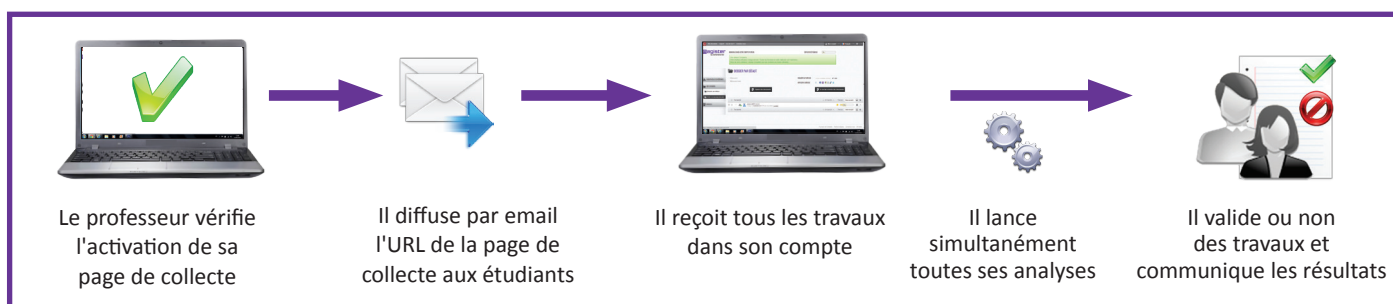 Le professeur vérifie
l'activation de sa
page de collecte
Il diffuse par email
l'URL de la page de
collecte aux étudiants
Il reçoit tous les travaux
dans son compte
Il lance
simultanément
toutes ses analyses
Il valide ou non
des travaux et
communique les résultats